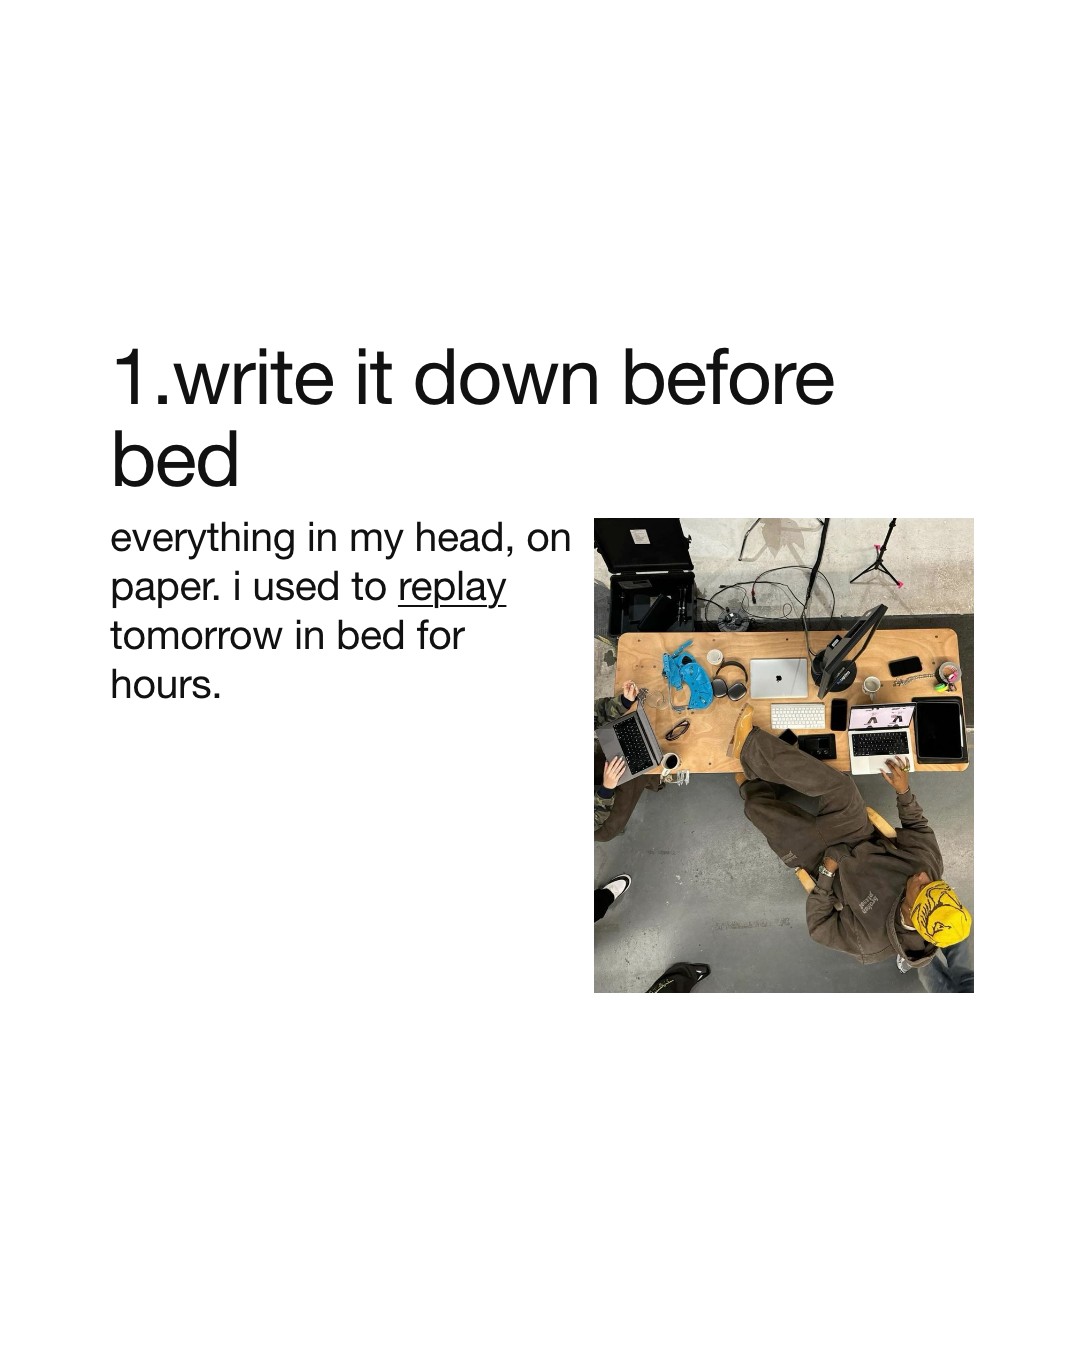 1.write it down before
bed
everything in my head, on
paper. i used to replay
tomorrow in bed for
hours.